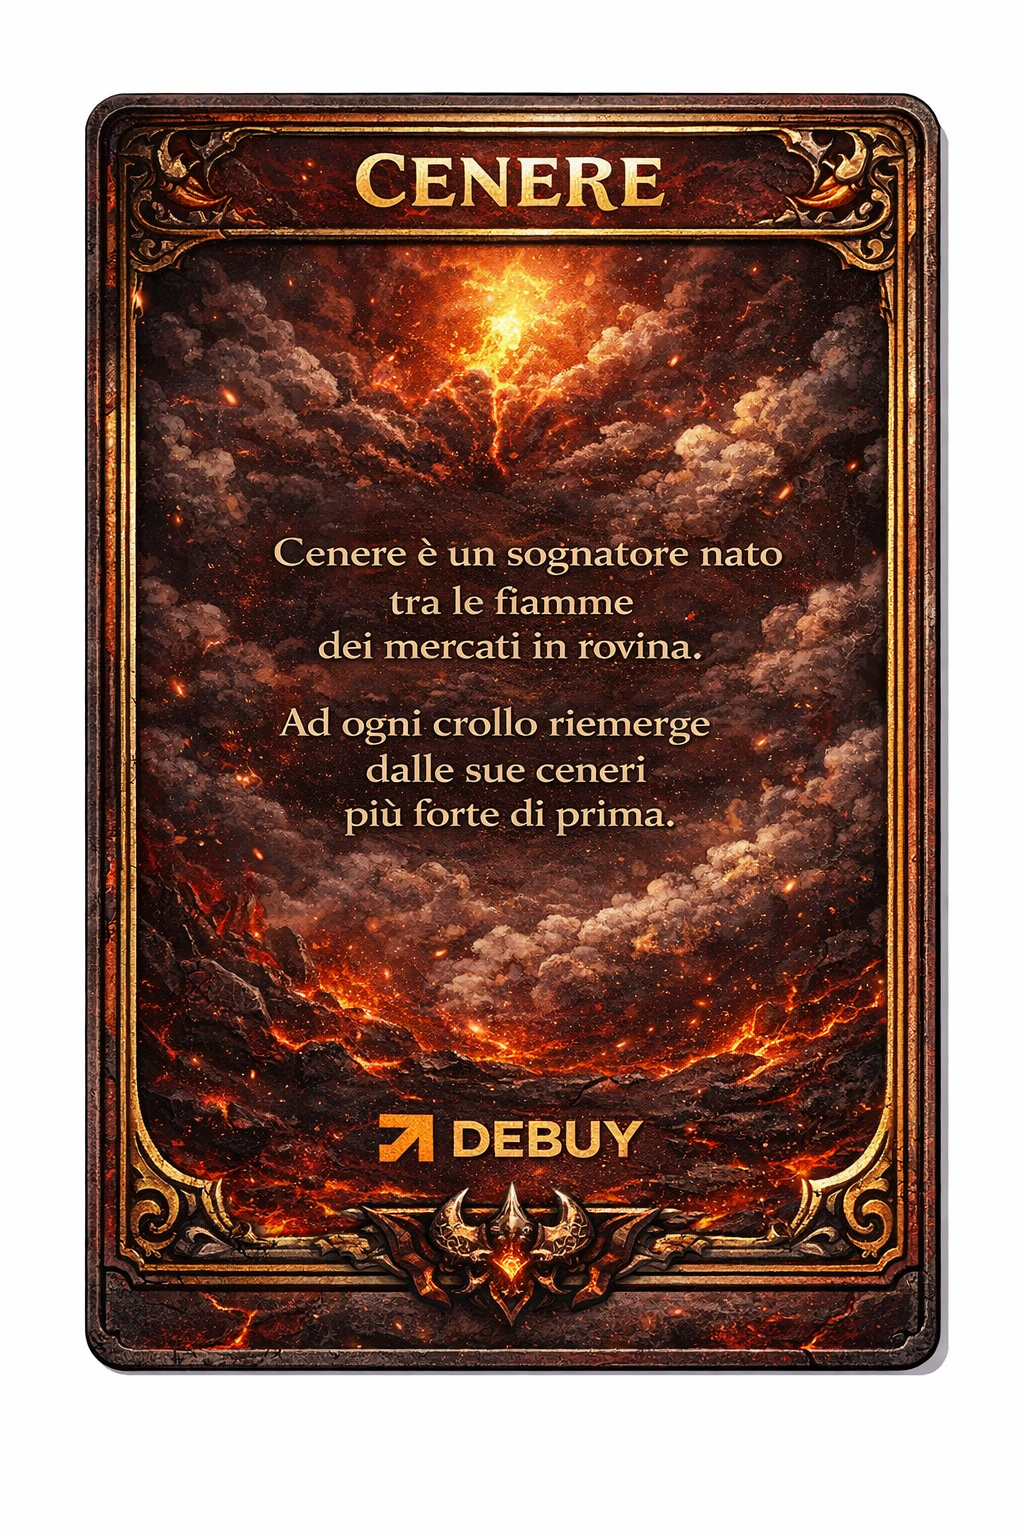 CENERE
Cenere è un sognatore nato
tra le fiamme
dei mercati in rovina.
Ad ogni crollo riemerge
dalle sue ceneri
più forte di prima.
DEBUY